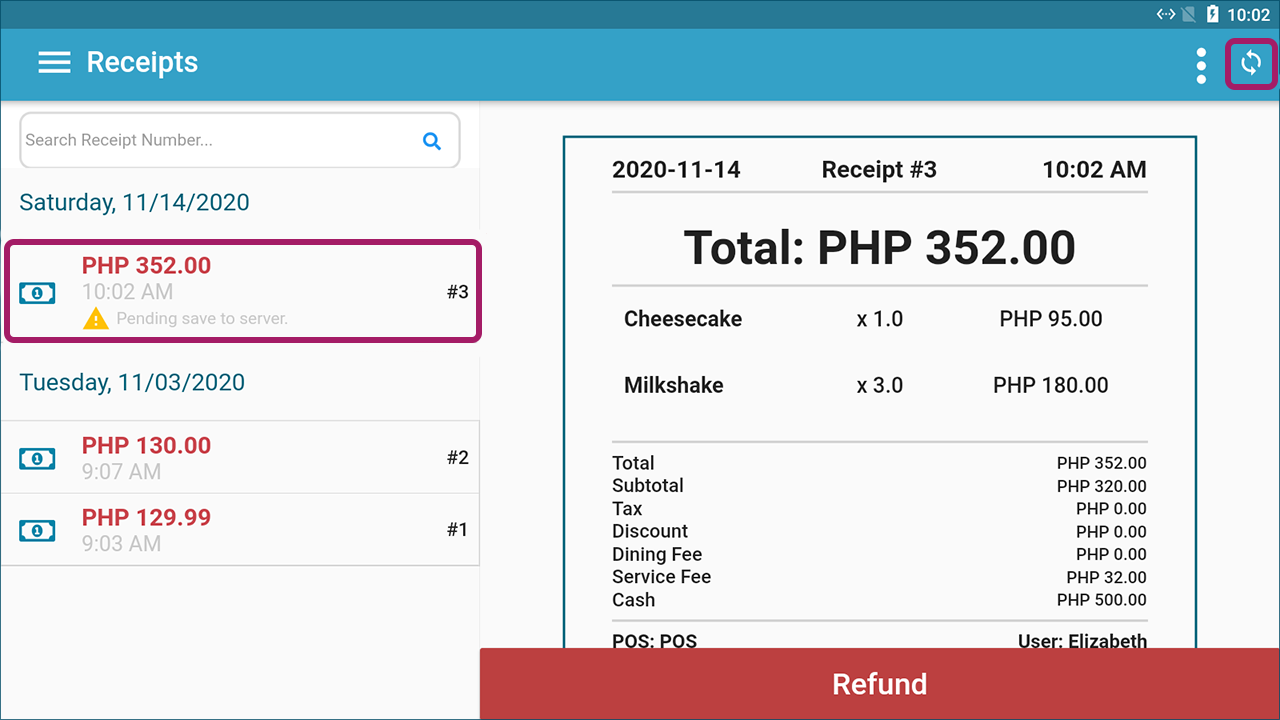 10:02
Receipts
Search Receipt Number...
Saturday, 11/14/2020
PHP 352.00
10:02 AM
#3
Pending save to server.
Tuesday, 11/03/2020
PHP 130.00
9:07 AM
#2
PHP 129.99
9:03 AM
#1
2020-11-14 Receipt #3 10:02 AM
Total: PHP 352.00
Cheesecake x 1.0 PHP 95.00
Milkshake x 3.0 PHP 180.00
Total PHP 352.00
Subtotal PHP 320.00
Tax PHP 0.00
Discount PHP 0.00
Dining Fee PHP 0.00
Service Fee PHP 32.00
Cash PHP 500.00
POS: POS User: Elizabeth
Refund